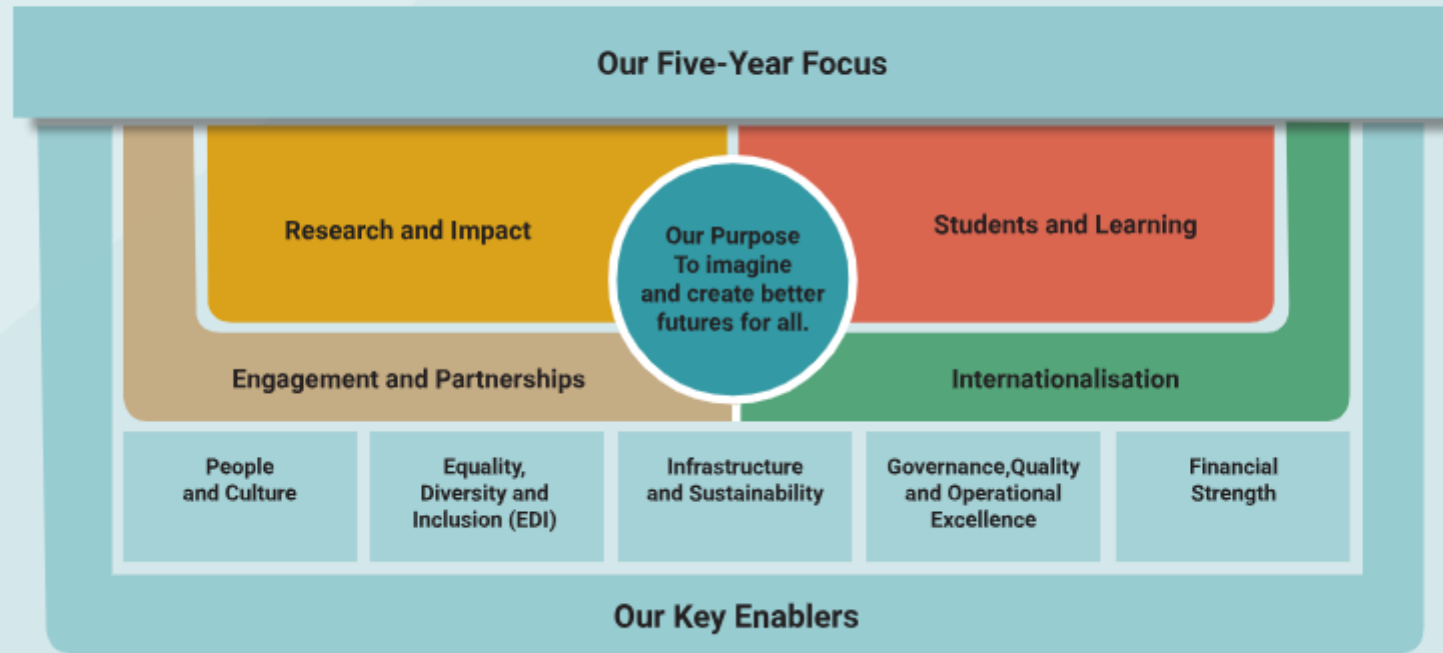 Our Five-Year Focus
Research and Impact
Students and Learning
Our Purpose
To imagine
and create better
futures for all.
Engagement and Partnerships
Internationalisation
People
and Culture
Equality,
Diversity and
Inclusion (EDI)
Infrastructure
and Sustainability
Governance,Quality
and Operational
Excellence
Financial
Strength
Our Key Enablers